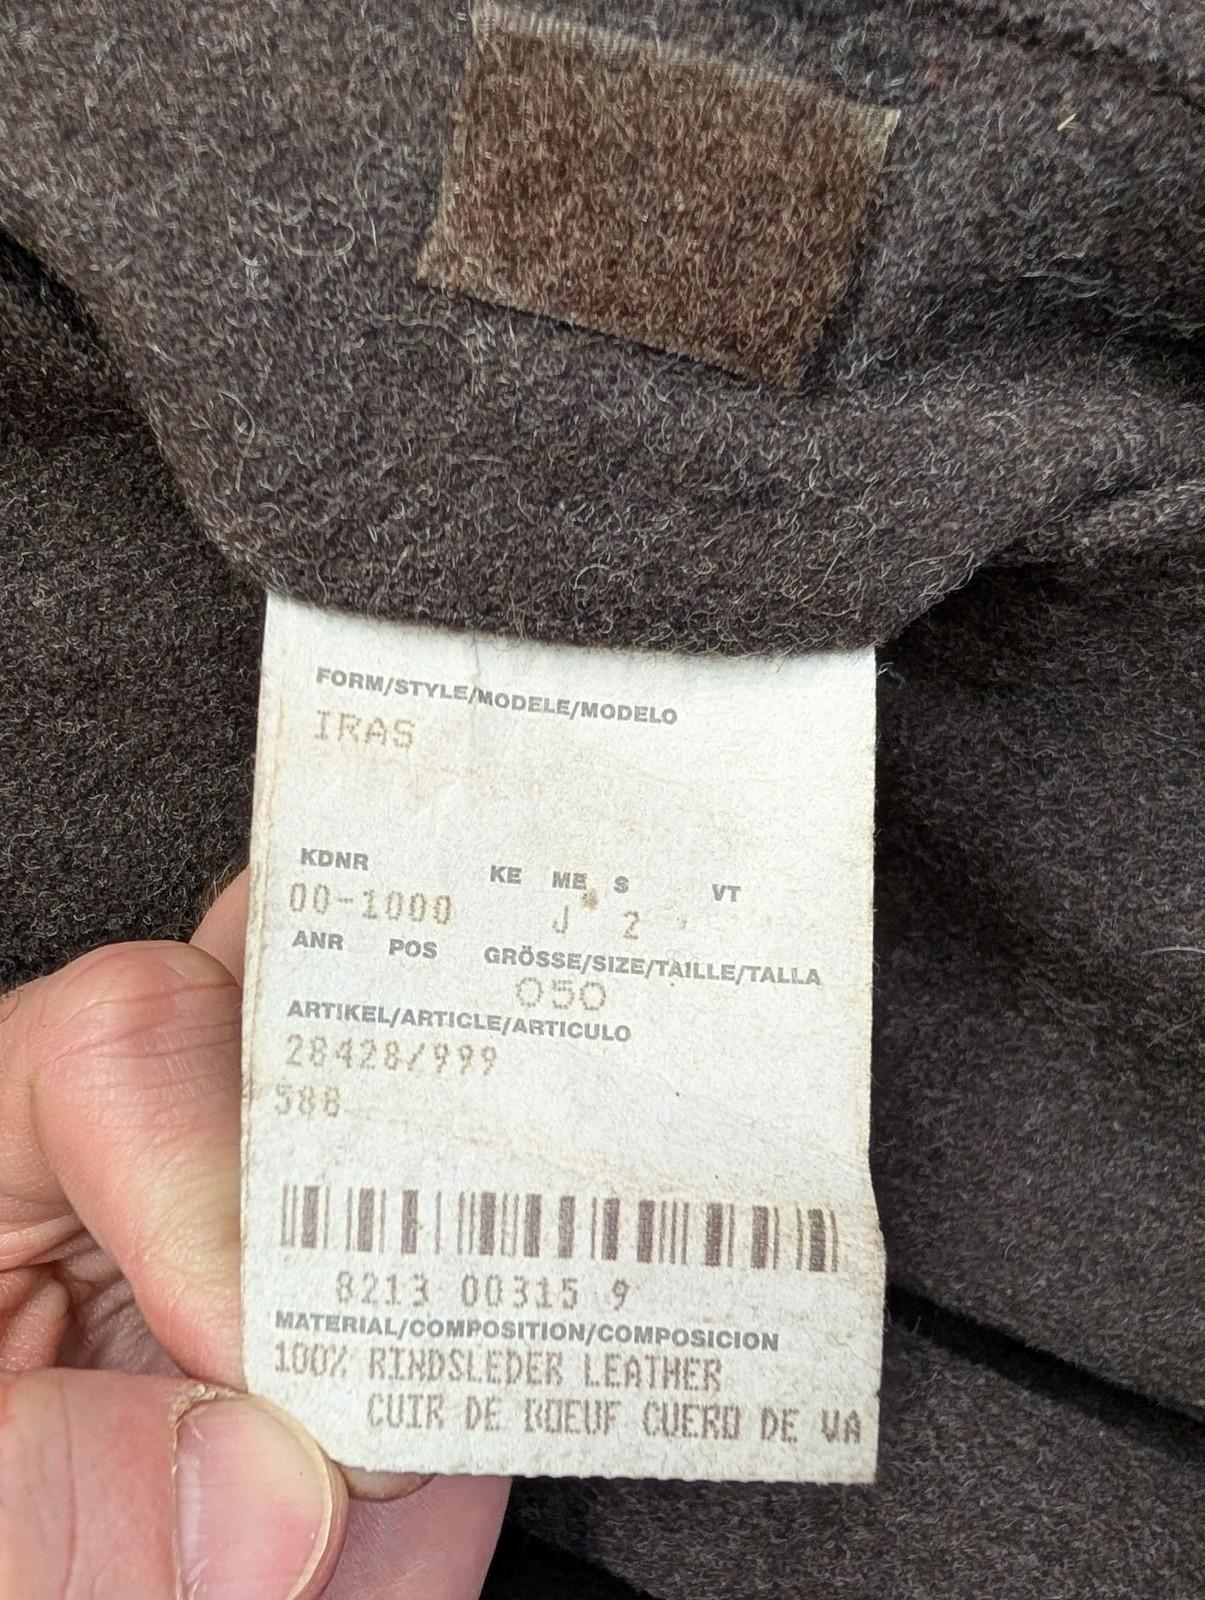 FORM/STYLE/MODELE/MODELO
IRAS
KDNR KE ME S VT
00-1000 J 2
ANR POS GRÖSSE/SIZE/TAILLE/TALLA
050
ARTIKEL/ARTICLE/ARTICULO
28428/999
588
8213 00315 9
MATERIAL/COMPOSITION/COMPOSICION
100% RINDSLEDER LEATHER
CUIR DE BOEUF CUERO DE VA